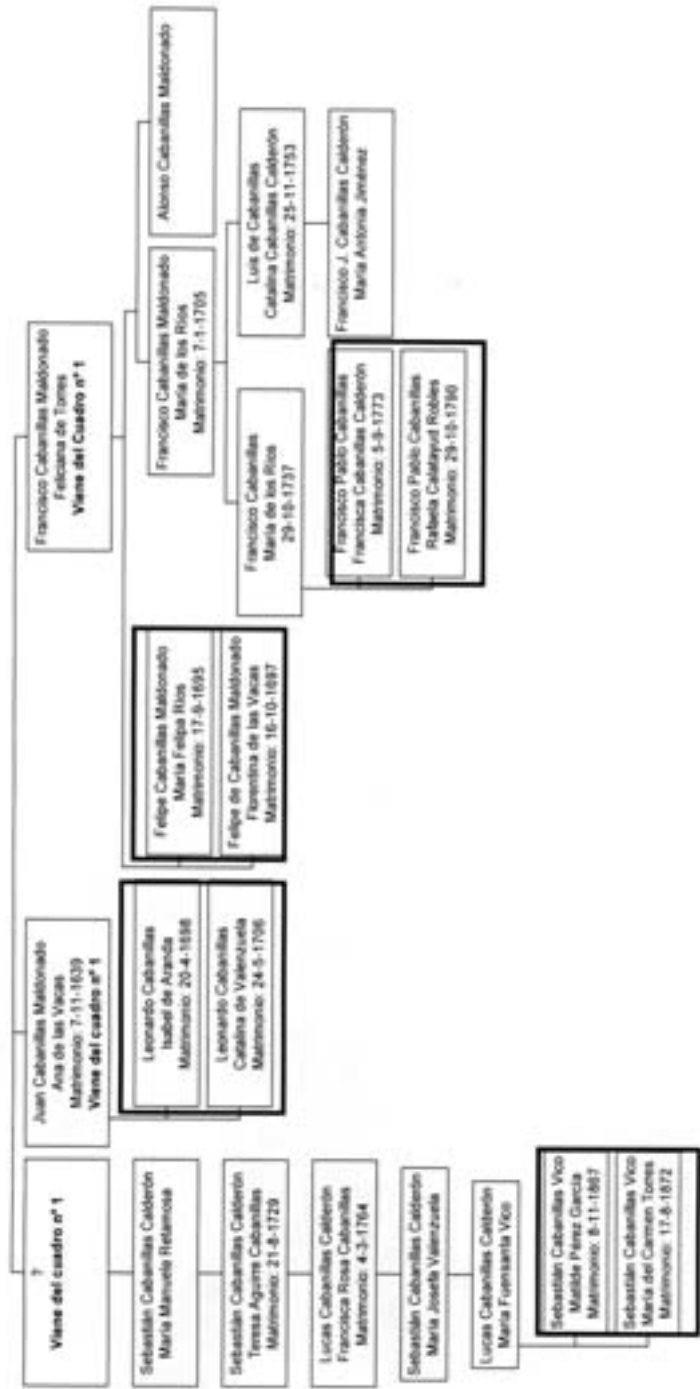 ?
Viene del cuadro nº 1
Juan Cabanillas Maldonado
Ana de las Vacas
Matrimonio: 7-11-1639
Viene del cuadro nº 1
Francisco Cabanillas Maldonado
Feliciana de Torres
Viene del Cuadro nº 1
Sebastián Cabanillas Calderón
María Manuela Retamosa
Sebastián Cabanillas Calderón
Teresa Aguirre Cabanillas
Matrimonio: 21-8-1729
Lucas Cabanillas Calderón
Francisca Rosa Cabanillas
Matrimonio: 4-3-1764
Sebastián Cabanillas Calderón
María Josefa Valenzuela
Lucas Cabanillas Calderón
María Fuensanta Vico
Sebastián Cabanillas Vico
Matilde Pérez García
Matrimonio: 8-11-1867
Sebastián Cabanillas Vico
María del Carmen Torres
Matrimonio: 17-8-1872
Leonardo Cabanillas
Isabel de Aranda
Matrimonio: 20-4-1698
Leonardo Cabanillas
Catalina de Valenzuela
Matrimonio: 24-5-1706
Felipe Cabanillas Maldonado
María Felipa Ríos
Matrimonio: 17-9-1695
Felipe de Cabanillas Maldonado
Florentina de las Vacas
Matrimonio: 16-10-1697
Francisco Cabanillas Maldonado
María de los Ríos
Matrimonio: 7-1-1705
Alonso Cabanillas Maldonado
Francisco Cabanillas
María de los Ríos
29-10-1737
Luis de Cabanillas
Catalina Cabanillas Calderón
Matrimonio: 25-11-1753
Francisco Pablo Cabanillas
Francisca Cabanillas Calderón
Matrimonio: 5-9-1773
Francisco Pablo Cabanillas
Rafaela Calatayud Robles
Matrimonio: 29-10-1790
Francisco J. Cabanillas Calderón
María Antonia Jiménez